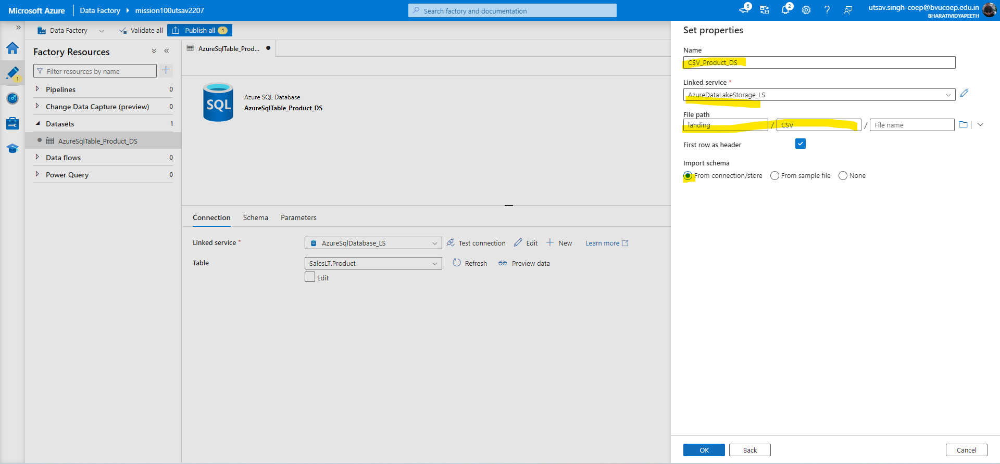 Microsoft Azure
Data Factory
mission100utsav2207
Search factory and documentation
6
2
utsav.singh-coep@bvucoep.edu.in
BHARATIVIDYAPEETH
Data Factory
Validate all
Publish all 1
1
Factory Resources
Filter resources by name
Pipelines 0
Change Data Capture (preview) 0
Datasets 1
AzureSqlTable_Product_DS
Data flows 0
Power Query 0
AzureSqlTable_Prod...
SQL
Azure SQL Database
AzureSqlTable_Product_DS
Connection Schema Parameters
Linked service *
AzureSqlDatabase_LS
Test connection
Edit
New
Learn more
Table
SalesLT.Product
Refresh
Preview data
Edit
Set properties
Name
CSV_Product_DS
Linked service *
AzureDataLakeStorage_LS
File path
landing / CSV / File name
First row as header
Import schema
From connection/store From sample file None
OK Back Cancel